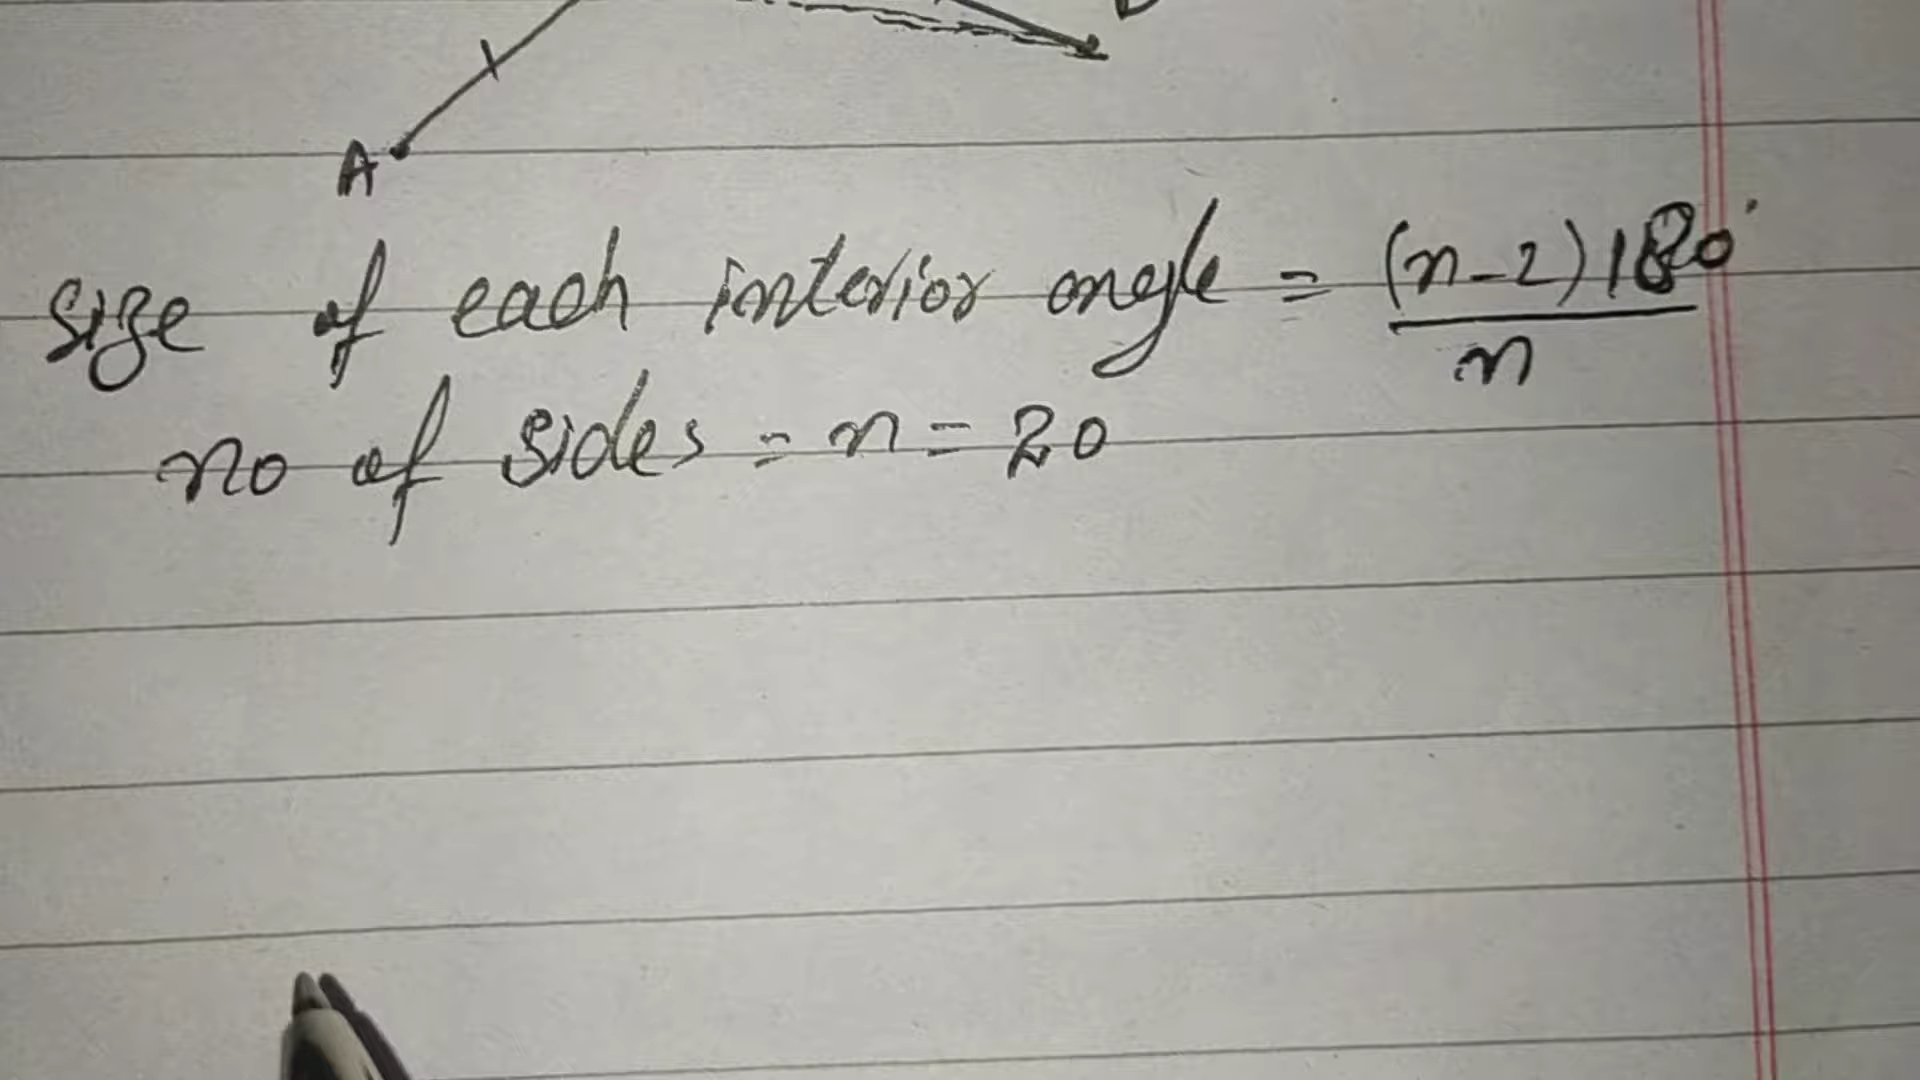 A
Size of each interior angle = (n-2)180°
n
no of sides = n = 20